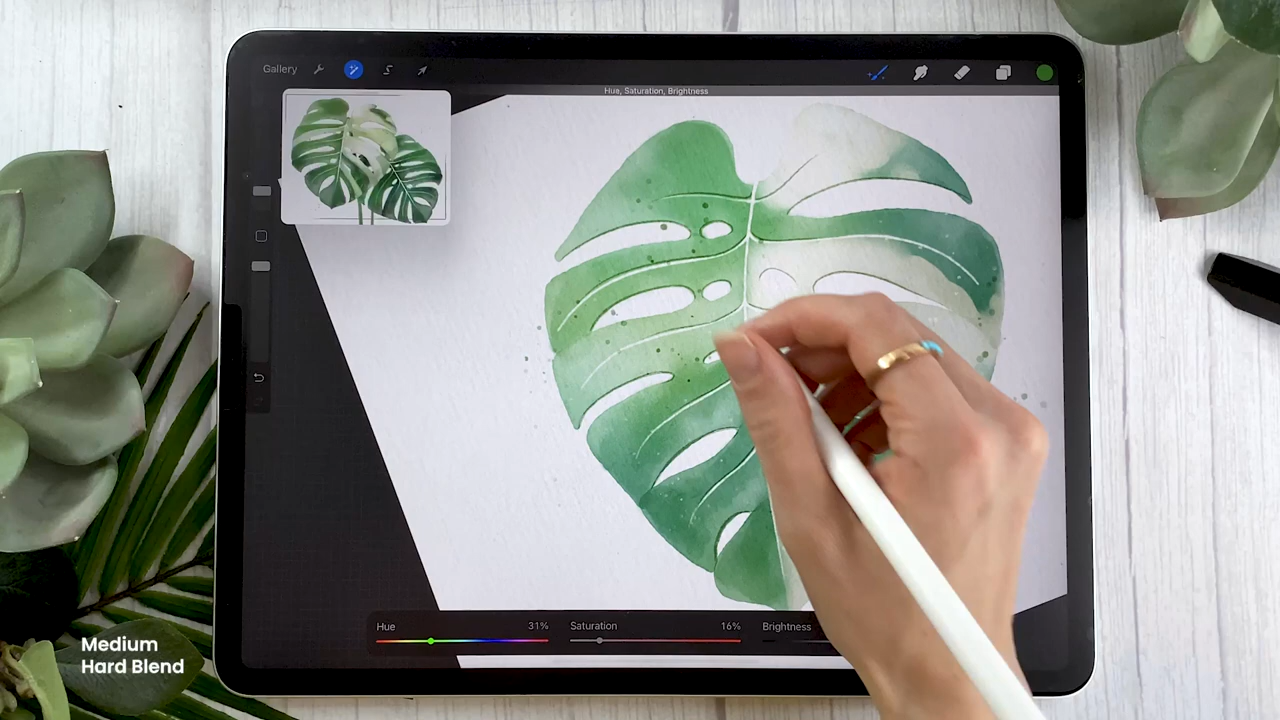 Gallery
Hue, Saturation, Brightness
Hue 31% Saturation 16% Brightness
Medium
Hard Blend